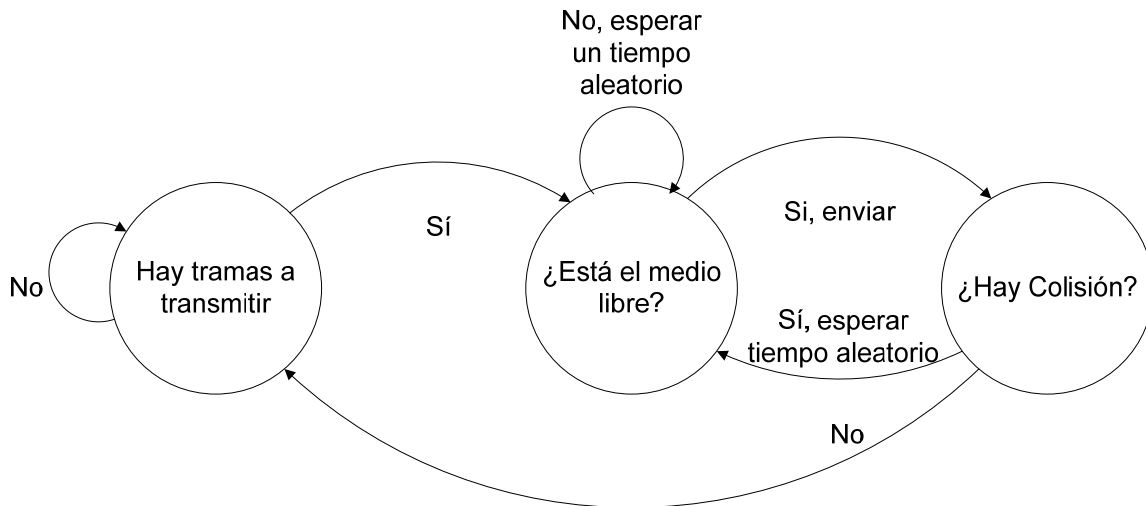 No, esperar
un tiempo
aleatorio
Sí
Si, enviar
No
Hay tramas a
transmitir
¿Está el medio
libre?
¿Hay Colisión?
Sí, esperar
tiempo aleatorio
No